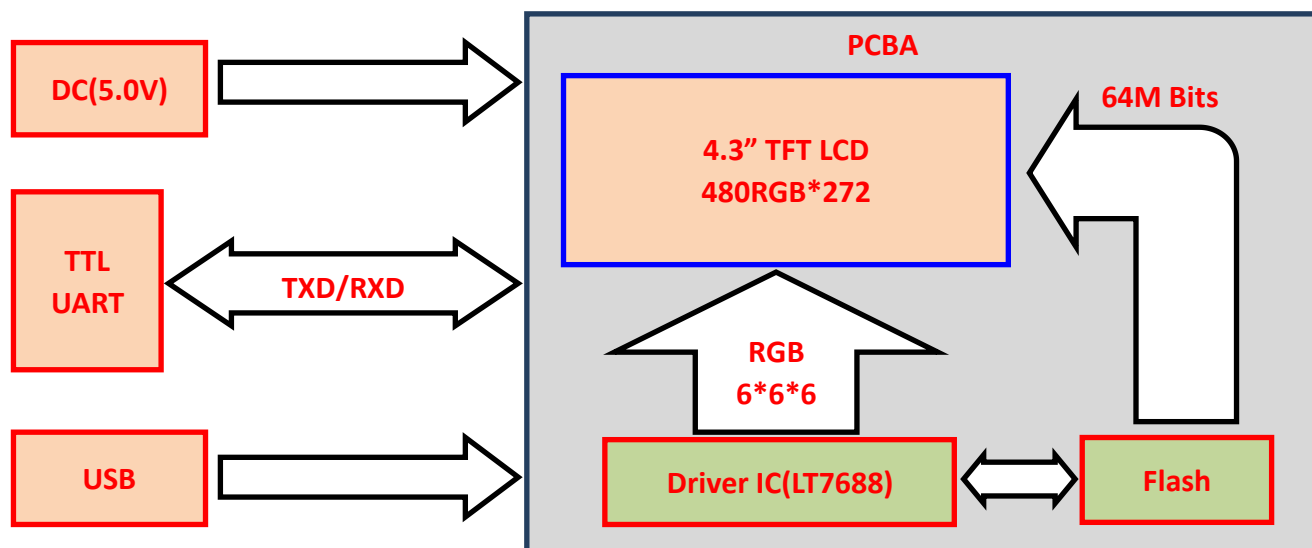 PCBA
DC(5.0V)
64M Bits
4.3” TFT LCD
480RGB*272
TTL
UART
TXD/RXD
RGB
6*6*6
USB
Driver IC(LT7688)
Flash